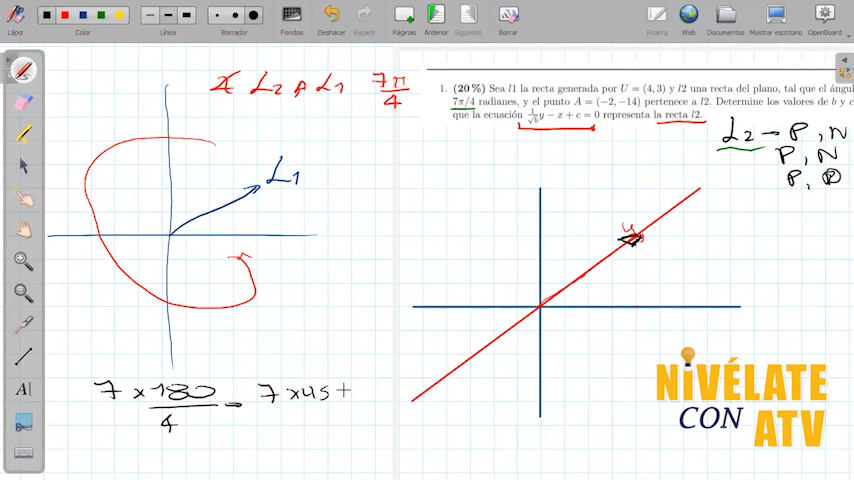 Lápiz
Color
Línea
Borrador
Fondos
Deshacer
Repetir
Páginas
Anterior
Siguiente
Borrar
Pizarra
Web
Documentos
Mostrar escritorio
OpenBoard
∡ L2 a L1 7π/4
1. (20 %) Sea l1 la recta generada por U = (4, 3) y l2 una recta del plano, tal que el ángul
7π/4 radianes, y el punto A = (−2, −14) pertenece a l2. Determine los valores de b y c
que la ecuación 1/√b y − x + c = 0 representa la recta l2.
L2 → P, N
P, N
P, D
L1
u
7 × 180/4 = 7 × 45 +
NIVÉLATE
CON
ATV